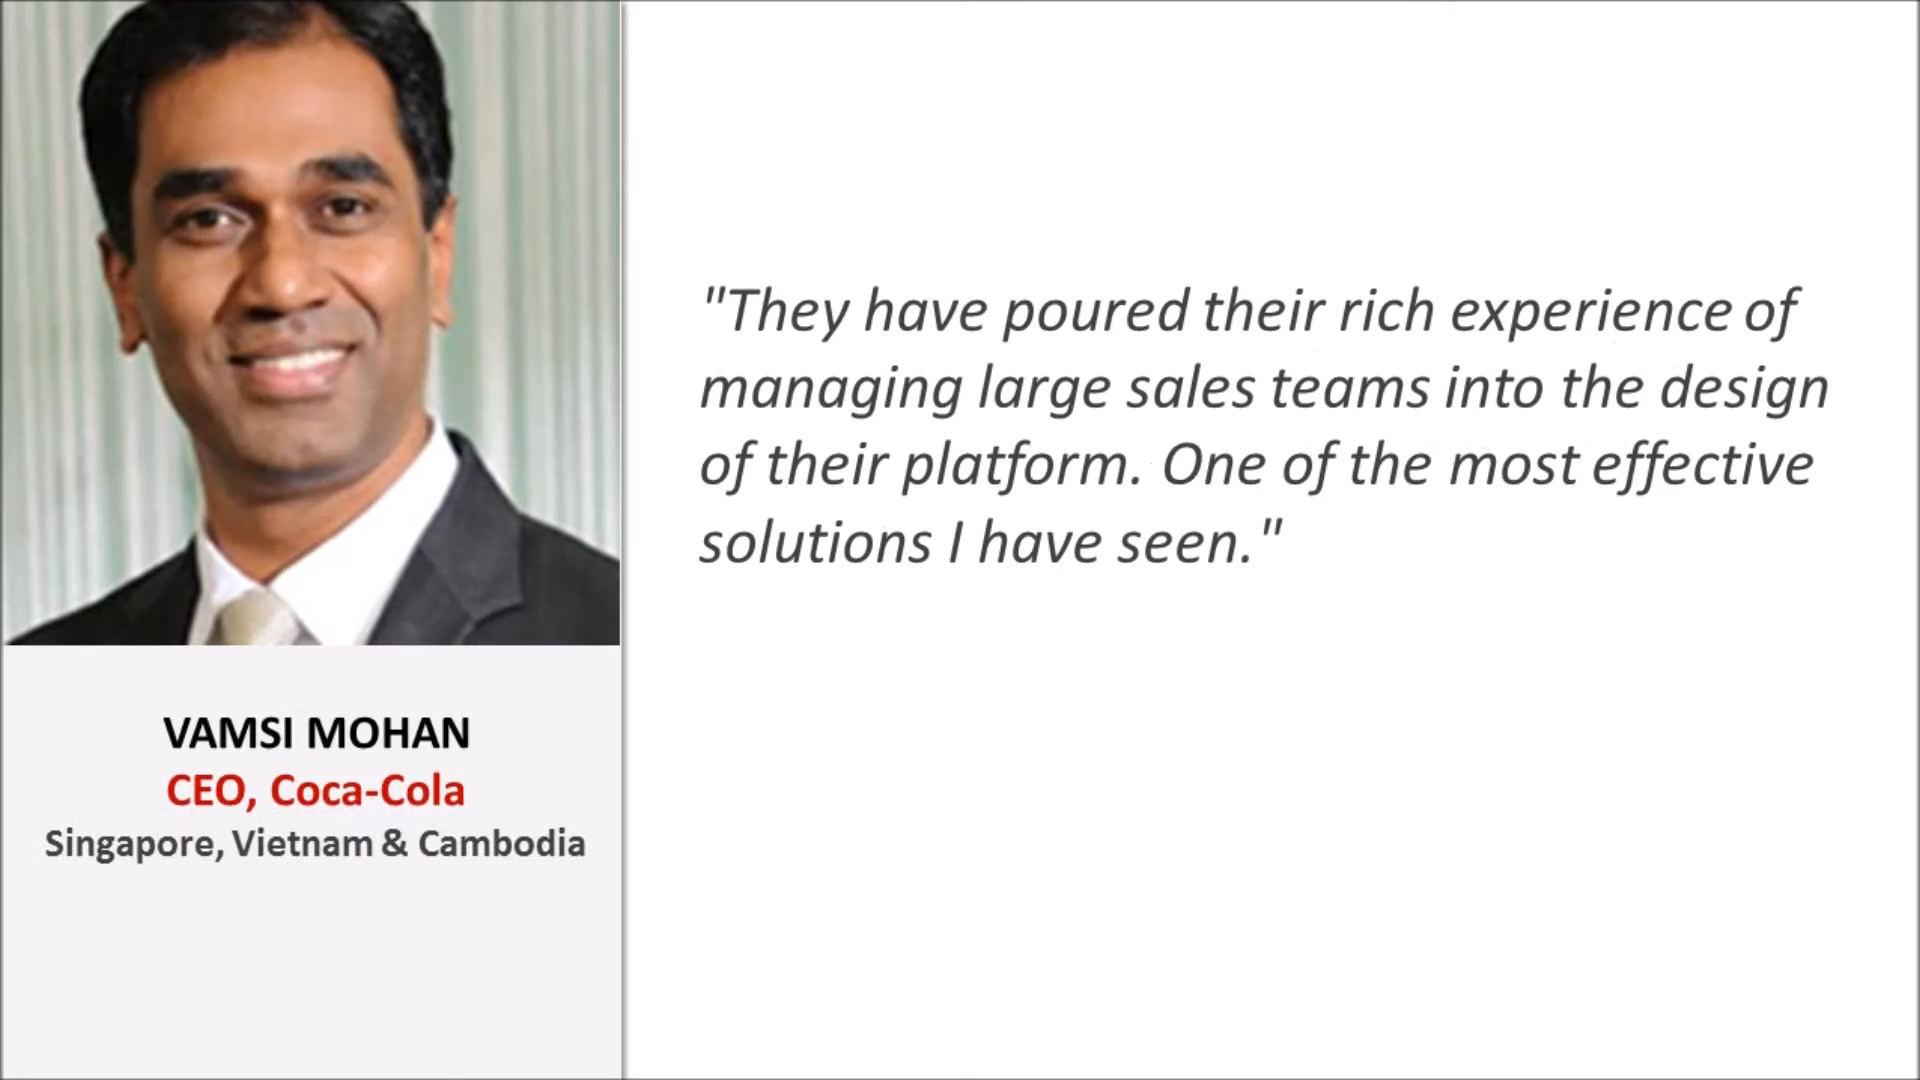 "They have poured their rich experience of
managing large sales teams into the design
of their platform. One of the most effective
solutions I have seen."
VAMSI MOHAN
CEO, Coca-Cola
Singapore, Vietnam & Cambodia